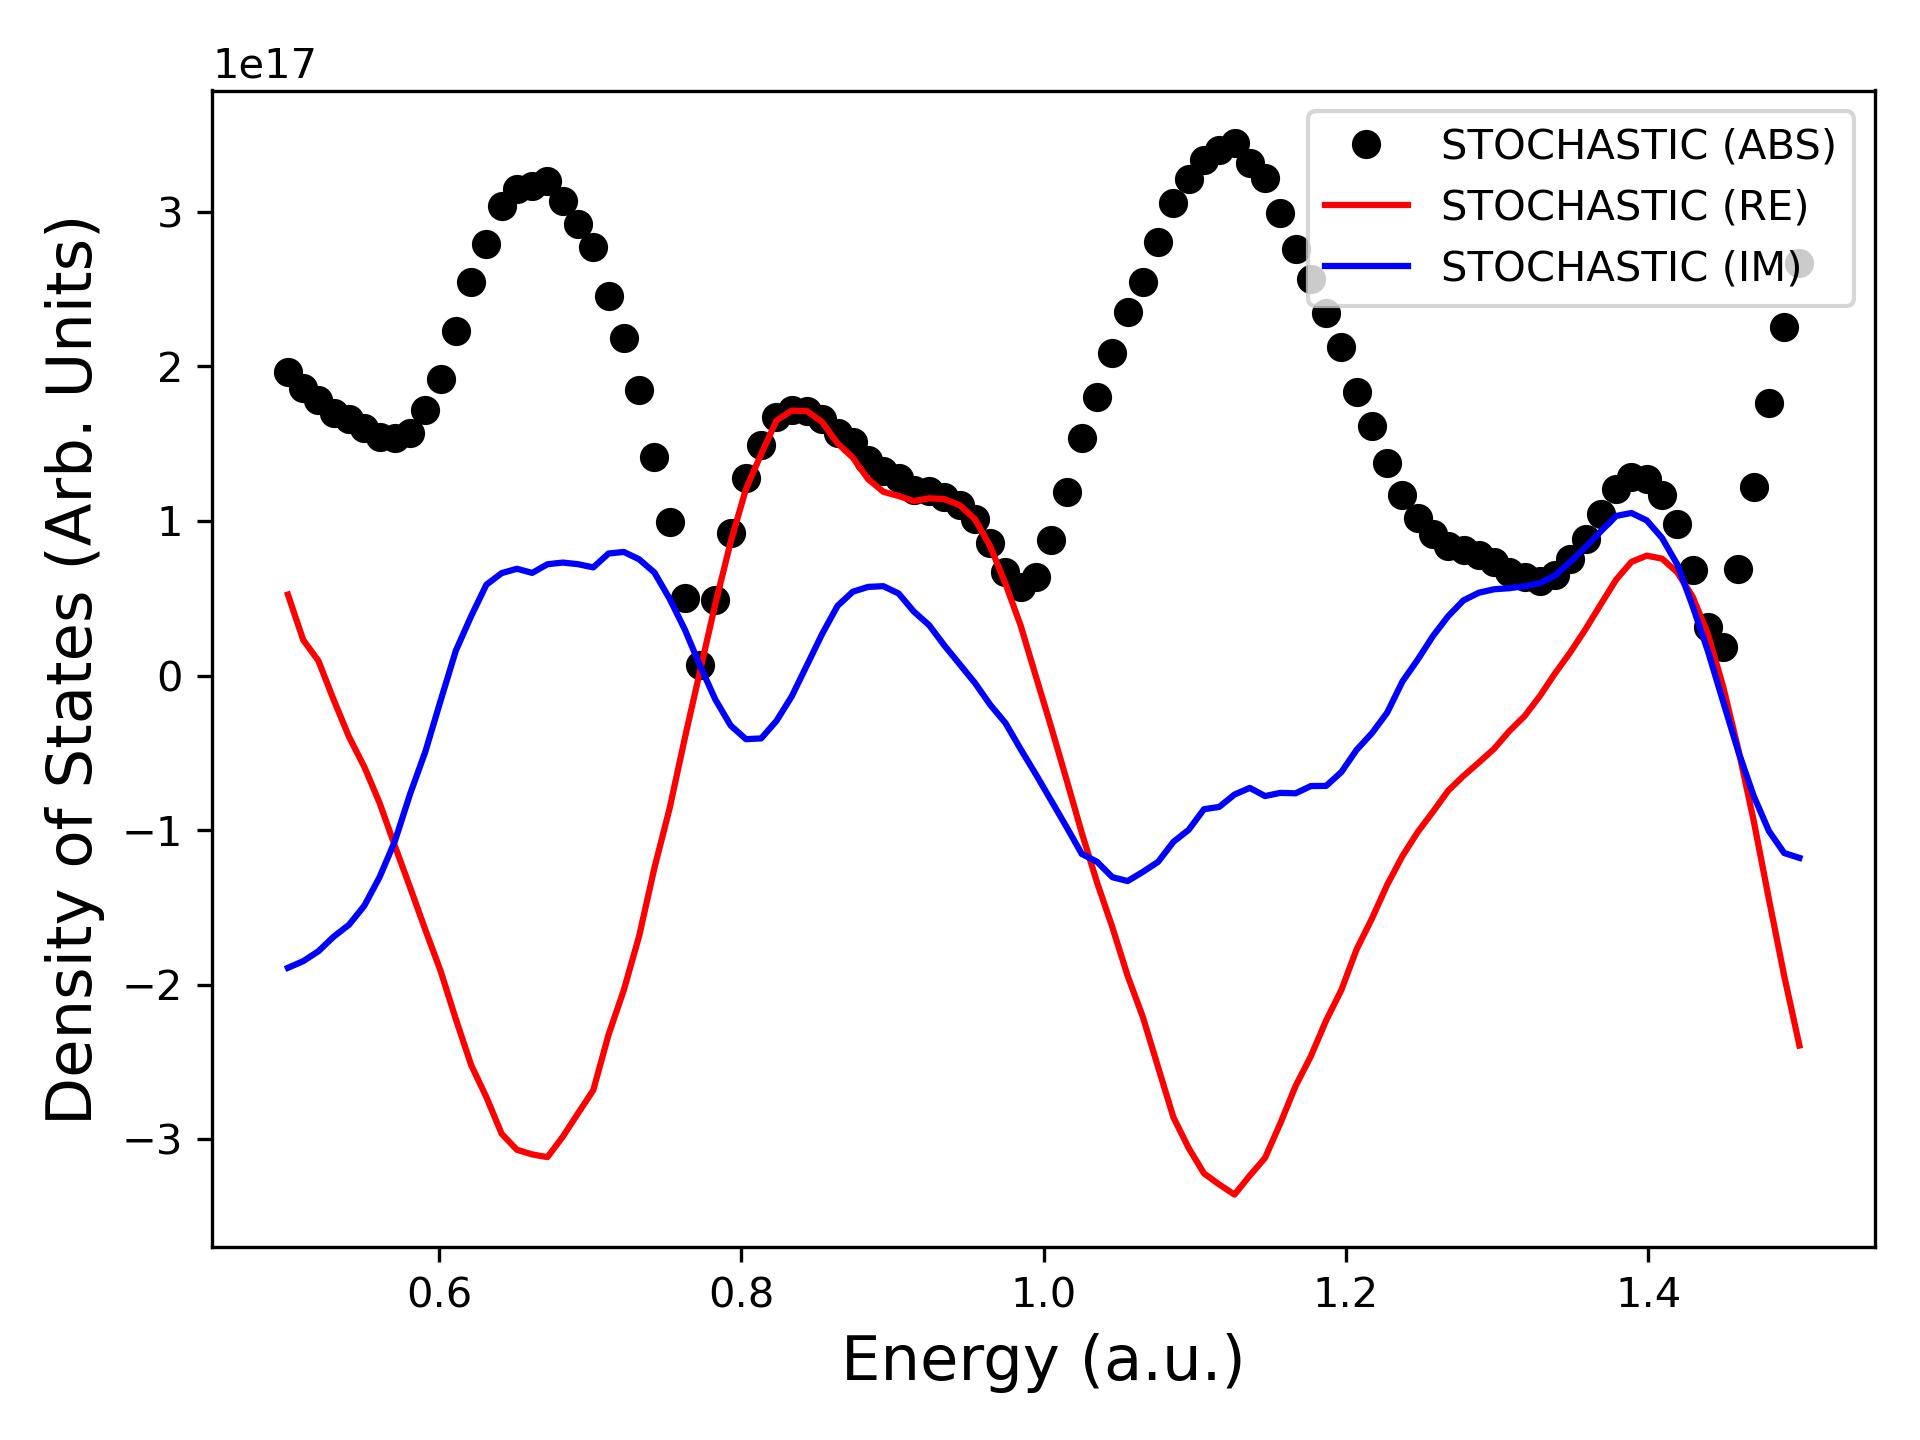 1e17
STOCHASTIC (ABS)
STOCHASTIC (RE)
STOCHASTIC (IM)
Density of States (Arb. Units)
3
2
1
0
−1
−2
−3
0.6 0.8 1.0 1.2 1.4
Energy (a.u.)